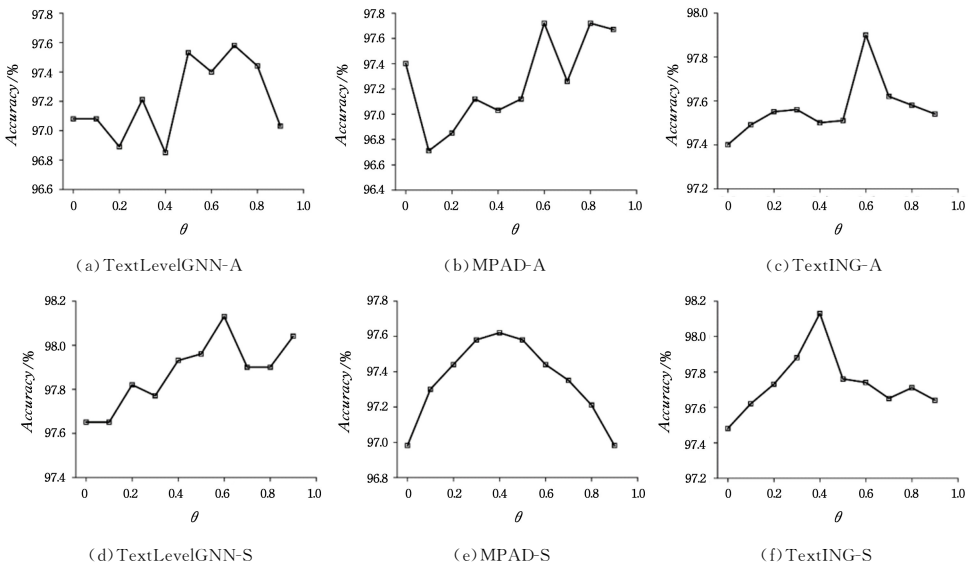 97.8
97.6
97.4
97.2
97.0
96.8
96.6
Accuracy/%
0 0.2 0.4 0.6 0.8 1.0
θ
(a) TextLevelGNN-A
97.8
97.6
97.4
97.2
97.0
96.8
96.6
96.4
Accuracy/%
0 0.2 0.4 0.6 0.8 1.0
θ
(b) MPAD-A
98.0
97.8
97.6
97.4
97.2
Accuracy/%
0 0.2 0.4 0.6 0.8 1.0
θ
(c) TextING-A
98.2
98.0
97.8
97.6
97.4
Accuracy/%
0 0.2 0.4 0.6 0.8 1.0
θ
(d) TextLevelGNN-S
97.8
97.6
97.4
97.2
97.0
96.8
Accuracy/%
0 0.2 0.4 0.6 0.8 1.0
θ
(e) MPAD-S
98.2
98.0
97.8
97.6
97.4
97.2
Accuracy/%
0 0.2 0.4 0.6 0.8 1.0
θ
(f) TextING-S